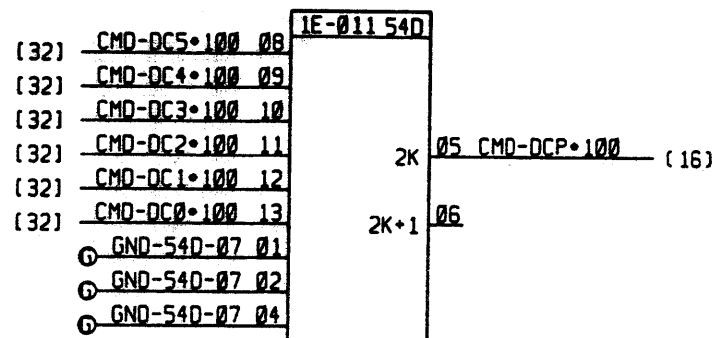 1E-011 54D
[32] CMD-DC5•100 08
[32] CMD-DC4•100 09
[32] CMD-DC3•100 10
[32] CMD-DC2•100 11
2K 05 CMD-DCP•100 [16]
[32] CMD-DC1•100 12
[32] CMD-DC0•100 13
2K+1 06
G GND-54D-07 01
G GND-54D-07 02
G GND-54D-07 04